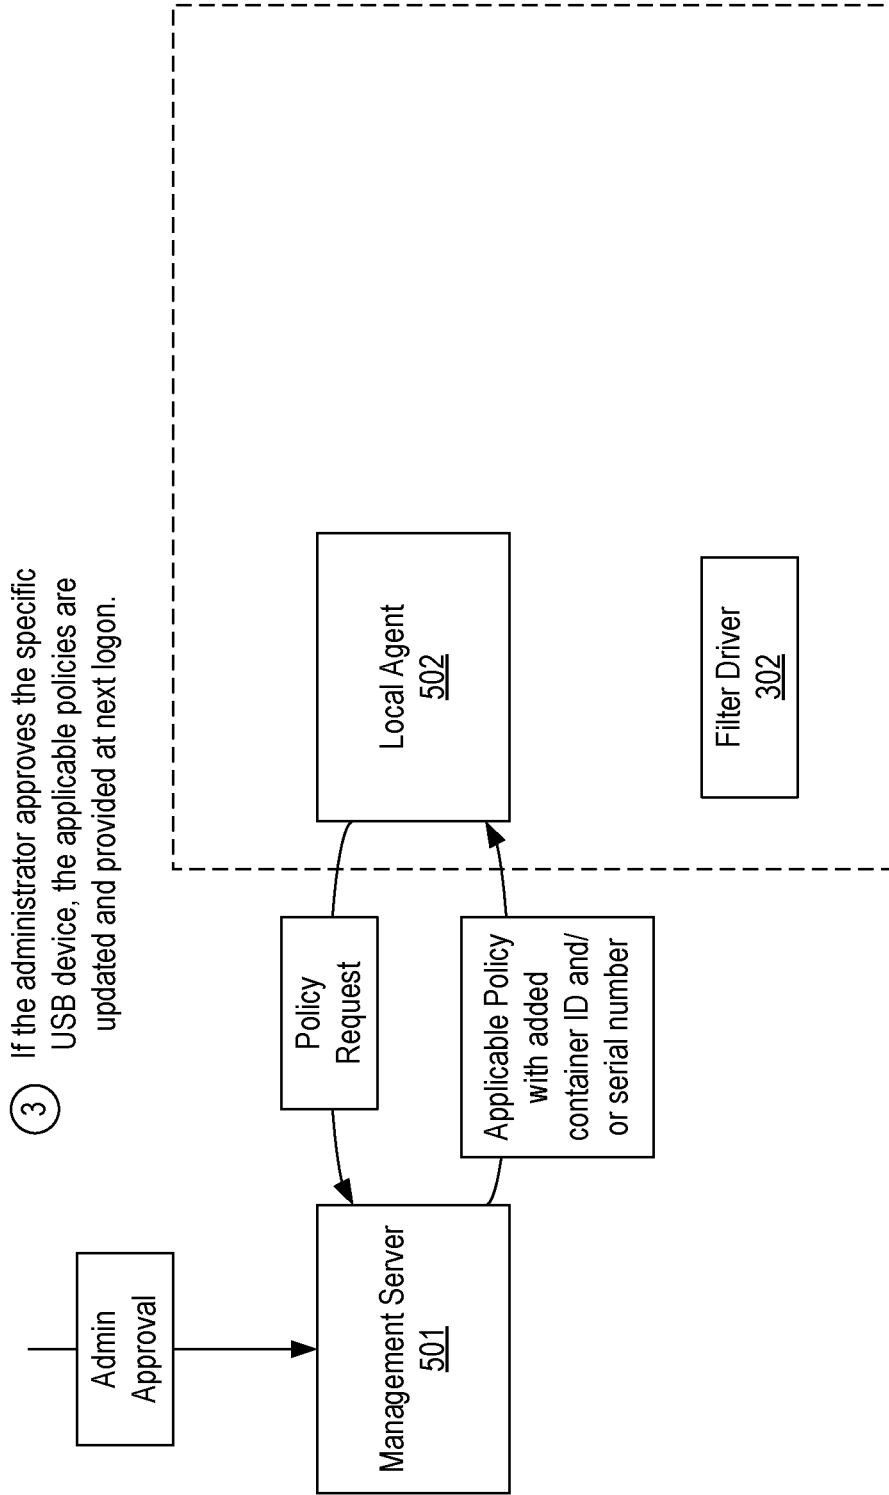 3
If the administrator approves the specific
USB device, the applicable policies are
updated and provided at next logon.
Admin
Approval
Management Server
501
Policy
Request
Applicable Policy
with added
container ID and/
or serial number
Local Agent
502
Filter Driver
302